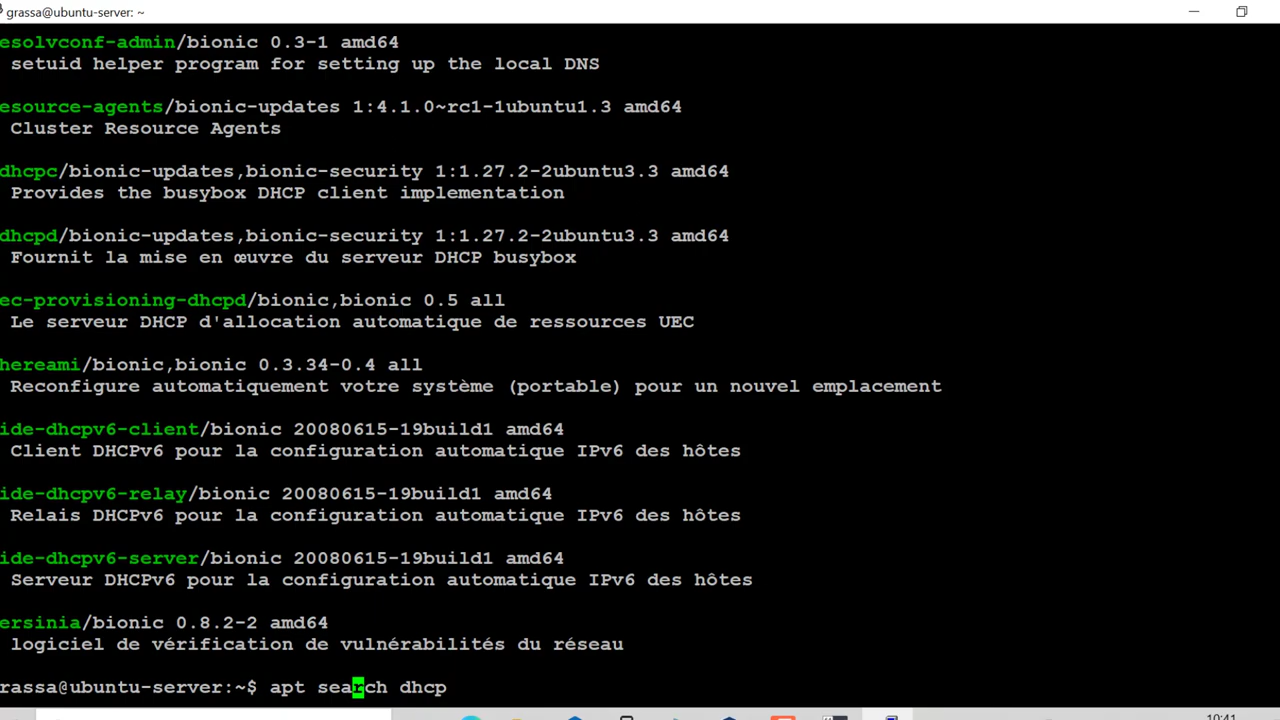 grassa@ubuntu-server: ~
esolvconf-admin/bionic 0.3-1 amd64
setuid helper program for setting up the local DNS
esource-agents/bionic-updates 1:4.1.0~rc1-1ubuntu1.3 amd64
Cluster Resource Agents
dhcpc/bionic-updates,bionic-security 1:1.27.2-2ubuntu3.3 amd64
Provides the busybox DHCP client implementation
dhcpd/bionic-updates,bionic-security 1:1.27.2-2ubuntu3.3 amd64
Fournit la mise en œuvre du serveur DHCP busybox
ec-provisioning-dhcpd/bionic,bionic 0.5 all
Le serveur DHCP d'allocation automatique de ressources UEC
hereami/bionic,bionic 0.3.34-0.4 all
Reconfigure automatiquement votre système (portable) pour un nouvel emplacement
ide-dhcpv6-client/bionic 20080615-19build1 amd64
Client DHCPv6 pour la configuration automatique IPv6 des hôtes
ide-dhcpv6-relay/bionic 20080615-19build1 amd64
Relais DHCPv6 pour la configuration automatique IPv6 des hôtes
ide-dhcpv6-server/bionic 20080615-19build1 amd64
Serveur DHCPv6 pour la configuration automatique IPv6 des hôtes
ersinia/bionic 0.8.2-2 amd64
logiciel de vérification de vulnérabilités du réseau
rassa@ubuntu-server:~$ apt search dhcp
10:41